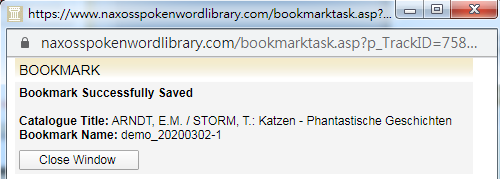 https://www.naxosspokenwordlibrary.com/bookmarktask.asp?...
naxosspokenwordlibrary.com/bookmarktask.asp?p_TrackID=758...
BOOKMARK
Bookmark Successfully Saved
Catalogue Title: ARNDT, E.M. / STORM, T.: Katzen - Phantastische Geschichten
Bookmark Name: demo_20200302-1
Close Window